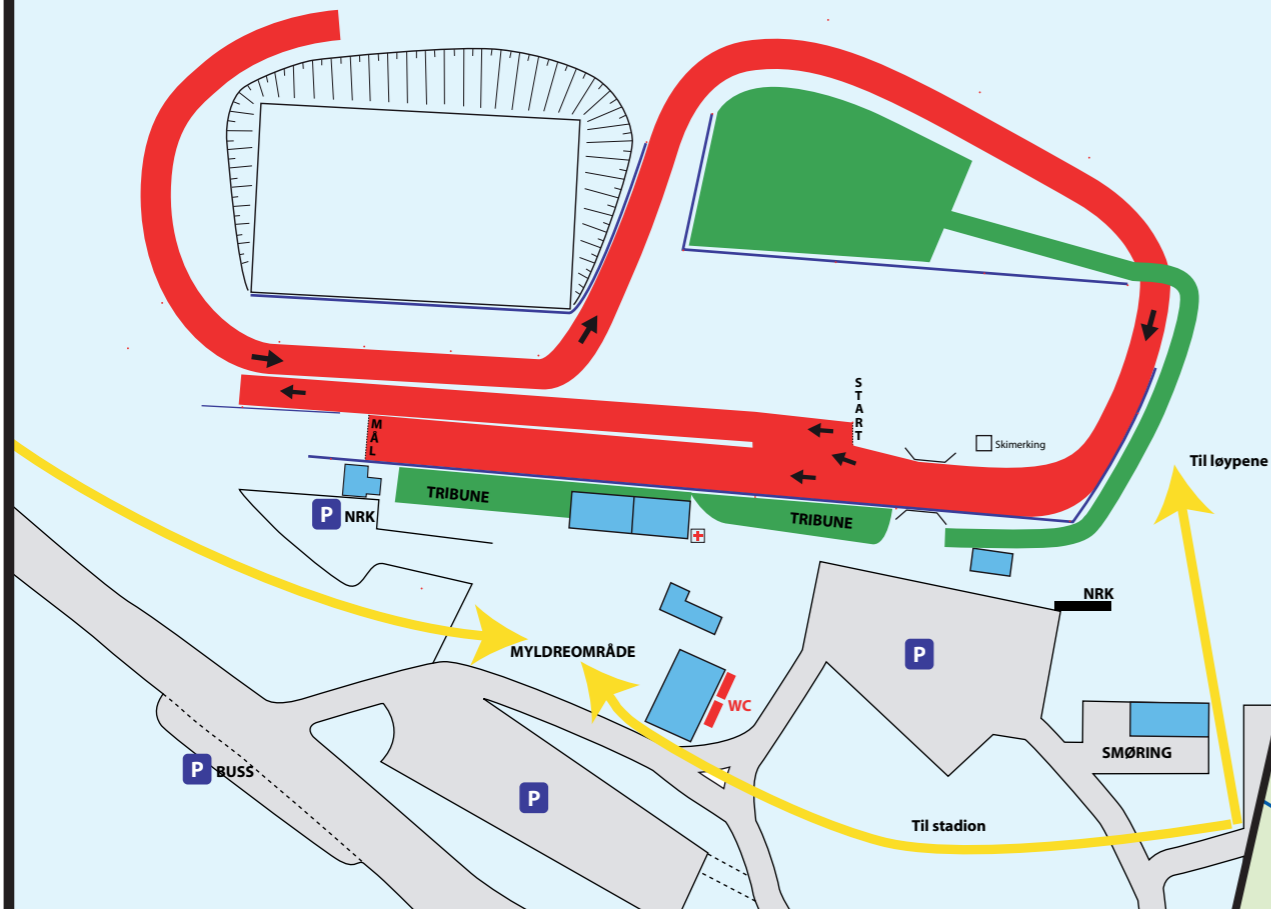 START
Skimerking
MÅL
Til løypene
TRIBUNE
P NRK
TRIBUNE
NRK
MYLDREOMRÅDE
P
WC
SMØRING
P BUSS
P
Til stadion